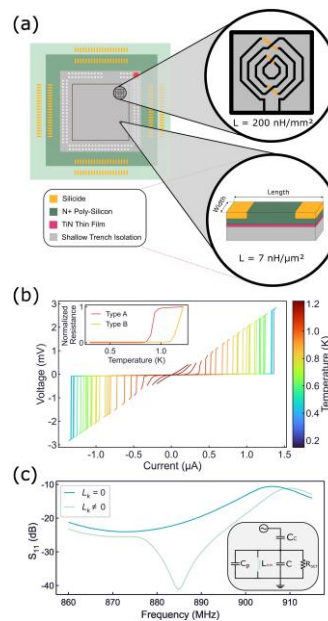 (a)
L = 200 nH/mm²
Length
Width
L = 7 nH/μm²
Silicide
N+ Poly-Silicon
TiN Thin Film
Shallow Trench Isolation
(b)
3
2
1
0
-1
-2
-3
Voltage (mV)
Normalized
Resistance
1
0
Type A
Type B
0.5
1.0
Temperature (K)
-1.0
-0.5
0.0
0.5
1.0
1.5
Current (μA)
1.2
1.0
0.8
0.6
0.4
0.2
Temperature (K)
(c)
-10
-20
-30
-40
S₁₁ (dB)
Lₖ = 0
Lₖ ≠ 0
860
870
880
890
900
910
Frequency (MHz)
C_C
C_p
C